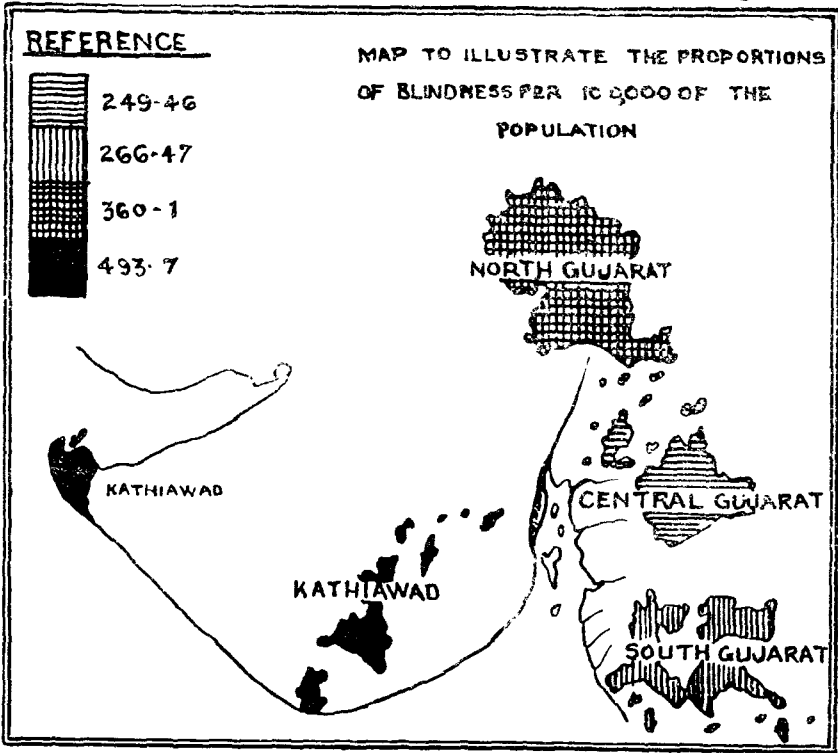 REFERENCE
249-46
266-47
360-1
493-7
MAP TO ILLUSTRATE THE PROPORTIONS
OF BLINDNESS PER 100,000 OF THE
POPULATION
NORTH GUJARAT
KATHIAWAD
CENTRAL GUJARAT
KATHIAWAD
SOUTH GUJARAT